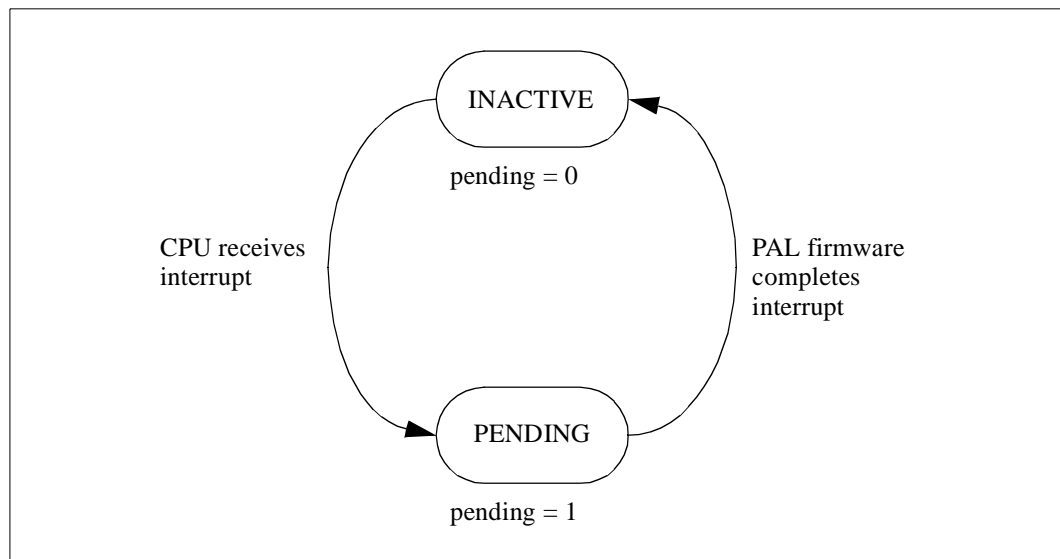 INACTIVE
pending = 0
CPU receives
interrupt
PAL firmware
completes
interrupt
PENDING
pending = 1